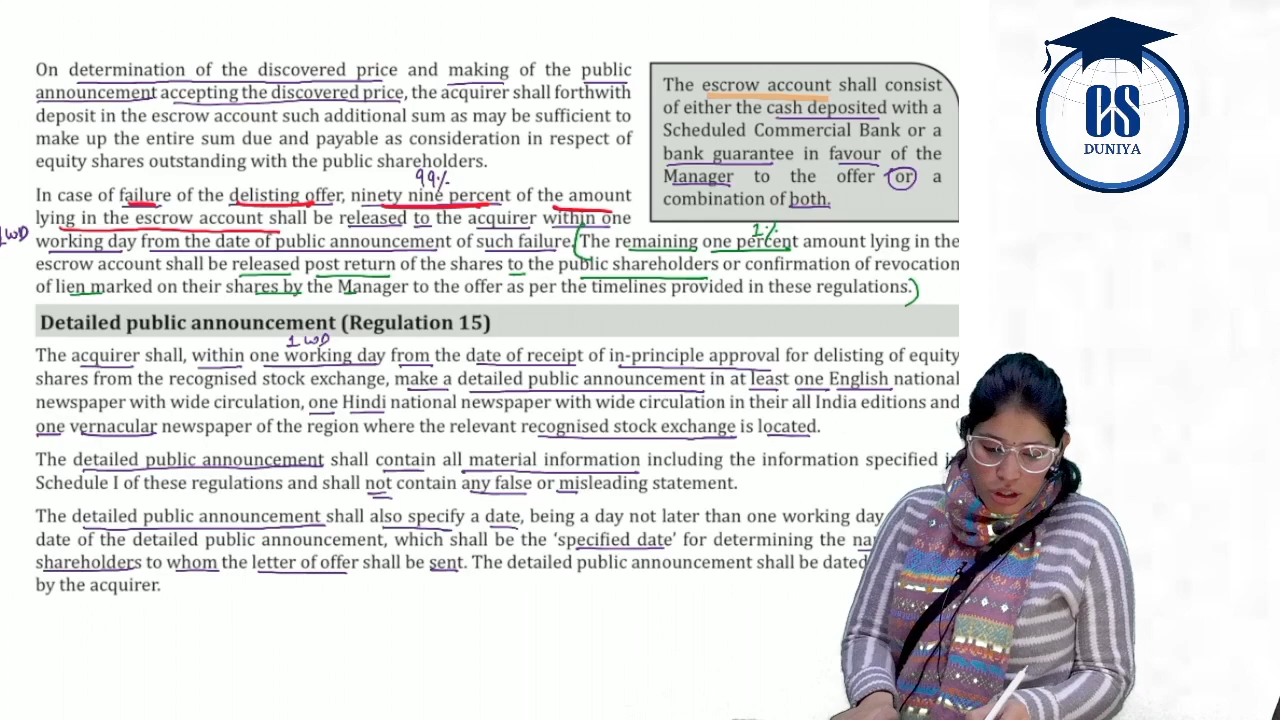 On determination of the discovered price and making of the public
announcement accepting the discovered price, the acquirer shall forthwith
deposit in the escrow account such additional sum as may be sufficient to
make up the entire sum due and payable as consideration in respect of
equity shares outstanding with the public shareholders.
99%
In case of failure of the delisting offer, ninety nine percent of the amount
lying in the escrow account shall be released to the acquirer within one
1WD
working day from the date of public announcement of such failure. The remaining one percent amount lying in the
1%
escrow account shall be released post return of the shares to the public shareholders or confirmation of revocation
of lien marked on their shares by the Manager to the offer as per the timelines provided in these regulations.)
The escrow account shall consist
of either the cash deposited with a
Scheduled Commercial Bank or a
bank guarantee in favour of the
Manager to the offer or a
combination of both.
CS
DUNIYA
Detailed public announcement (Regulation 15)
1 WD
The acquirer shall, within one working day from the date of receipt of in-principle approval for delisting of equity
shares from the recognised stock exchange, make a detailed public announcement in at least one English national
newspaper with wide circulation, one Hindi national newspaper with wide circulation in their all India editions and
one vernacular newspaper of the region where the relevant recognised stock exchange is located.
The detailed public announcement shall contain all material information including the information specified
Schedule I of these regulations and shall not contain any false or misleading statement.
The detailed public announcement shall also specify a date, being a day not later than one working day
date of the detailed public announcement, which shall be the 'specified date' for determining the na
shareholders to whom the letter of offer shall be sent. The detailed public announcement shall be dated
by the acquirer.